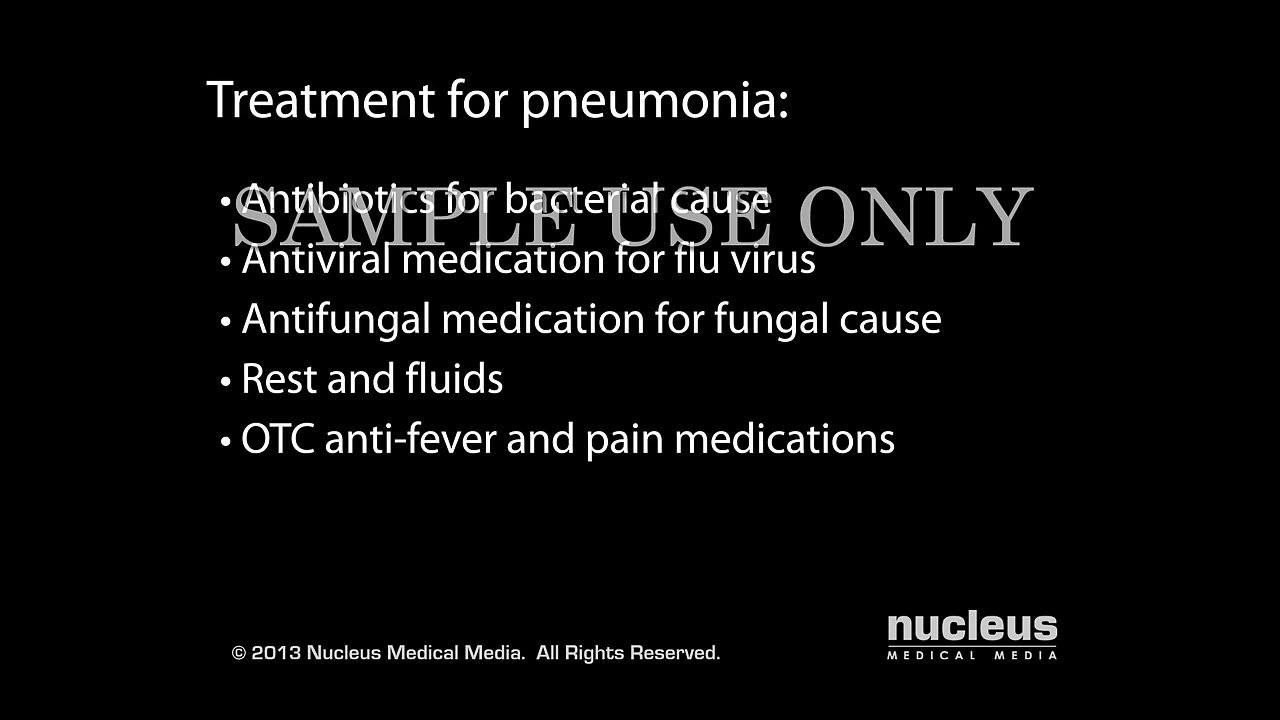 Treatment for pneumonia:
• Antibiotics for bacterial cause
SAMPLE USE ONLY
• Antiviral medication for flu virus
• Antifungal medication for fungal cause
• Rest and fluids
• OTC anti-fever and pain medications
nucleus
MEDICAL MEDIA
© 2013 Nucleus Medical Media. All Rights Reserved.